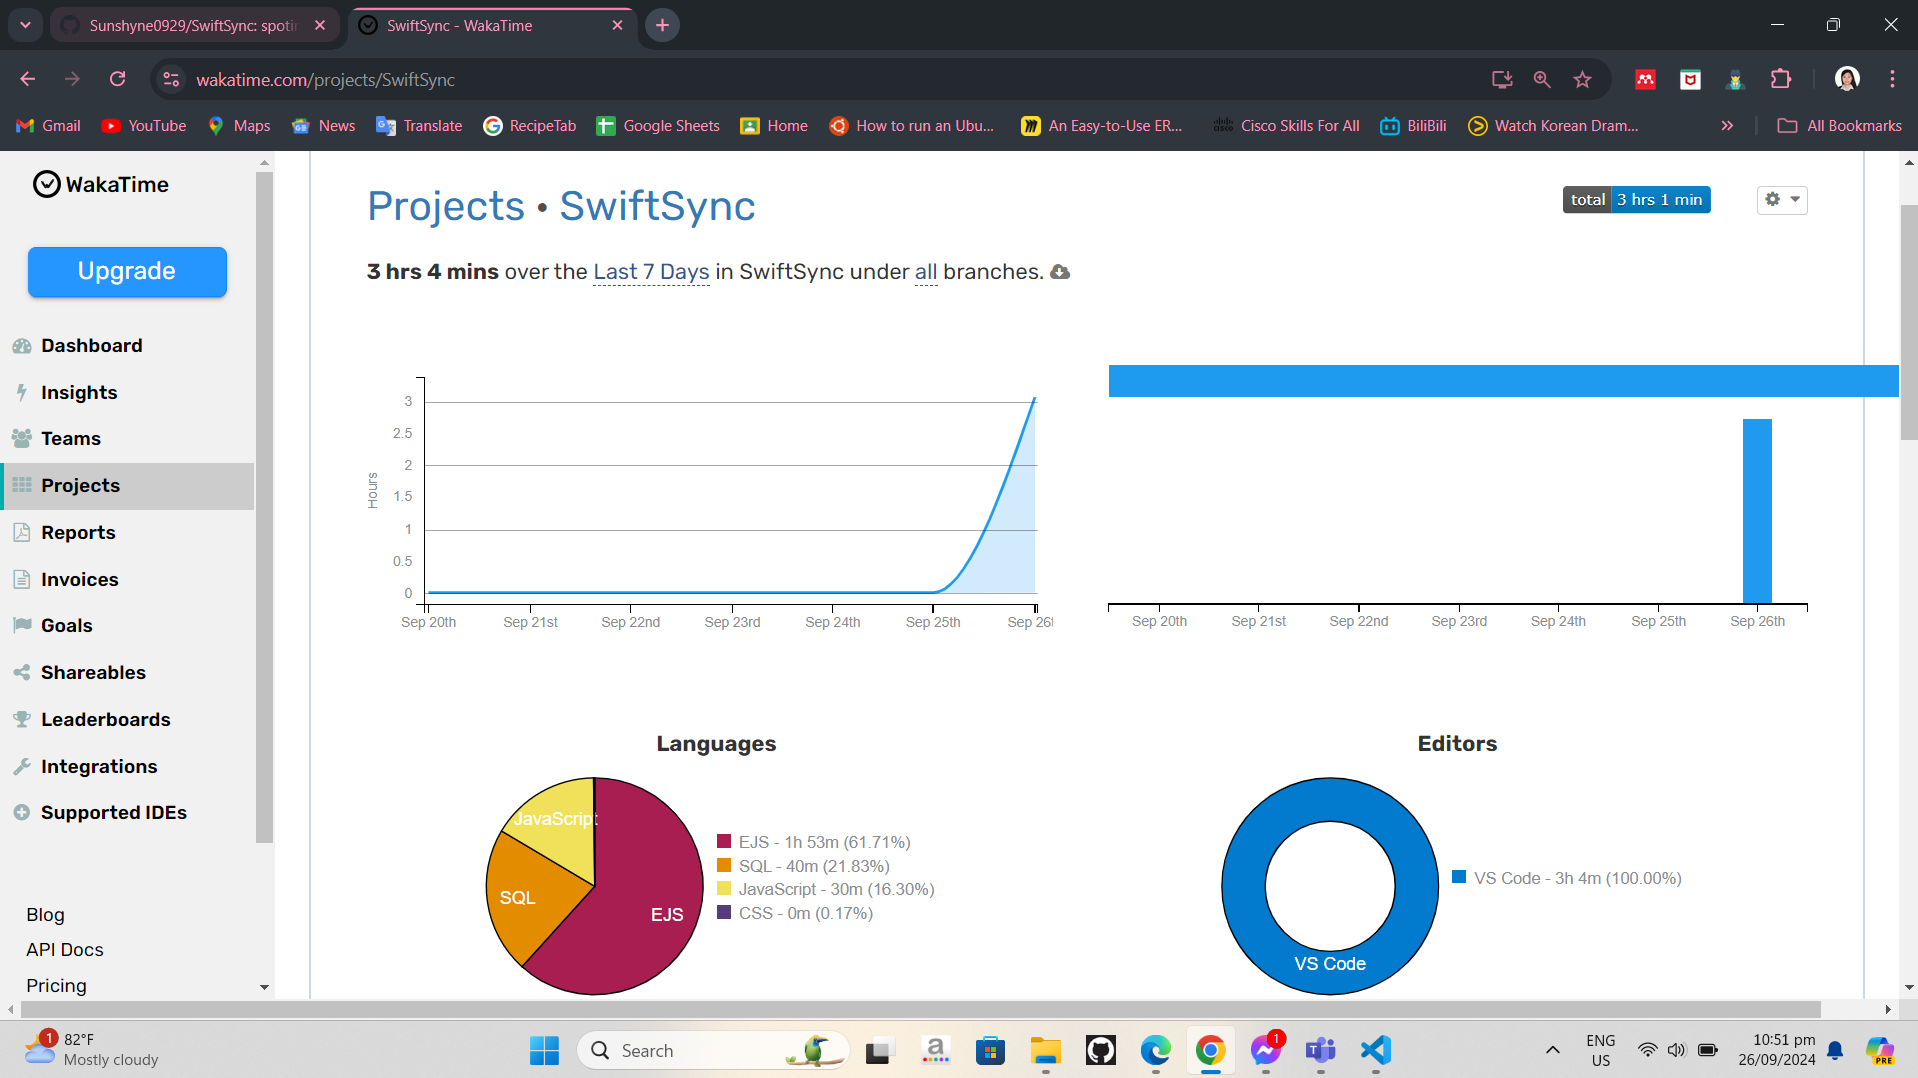 Sunshyne0929/SwiftSync: spoti
SwiftSync - WakaTime
wakatime.com/projects/SwiftSync
Gmail
YouTube
Maps
News
Translate
RecipeTab
Google Sheets
Home
How to run an Ubu...
An Easy-to-Use ER...
Cisco Skills For All
BiliBili
Watch Korean Dram...
All Bookmarks
WakaTime
Upgrade
Dashboard
Insights
Teams
Projects
Reports
Invoices
Goals
Shareables
Leaderboards
Integrations
Supported IDEs
Blog
API Docs
Pricing
Projects • SwiftSync
total 3 hrs 1 min
3 hrs 4 mins over the Last 7 Days in SwiftSync under all branches.
Hours
3
2.5
2
1.5
1
0.5
0
Sep 20th Sep 21st Sep 22nd Sep 23rd Sep 24th Sep 25th Sep 26t
Sep 20th Sep 21st Sep 22nd Sep 23rd Sep 24th Sep 25th Sep 26th
Languages
JavaScript
SQL
EJS
EJS - 1h 53m (61.71%)
SQL - 40m (21.83%)
JavaScript - 30m (16.30%)
CSS - 0m (0.17%)
Editors
VS Code
VS Code - 3h 4m (100.00%)
1
82°F
Mostly cloudy
Search
a
1
ENG
US
10:51 pm
26/09/2024
PRE